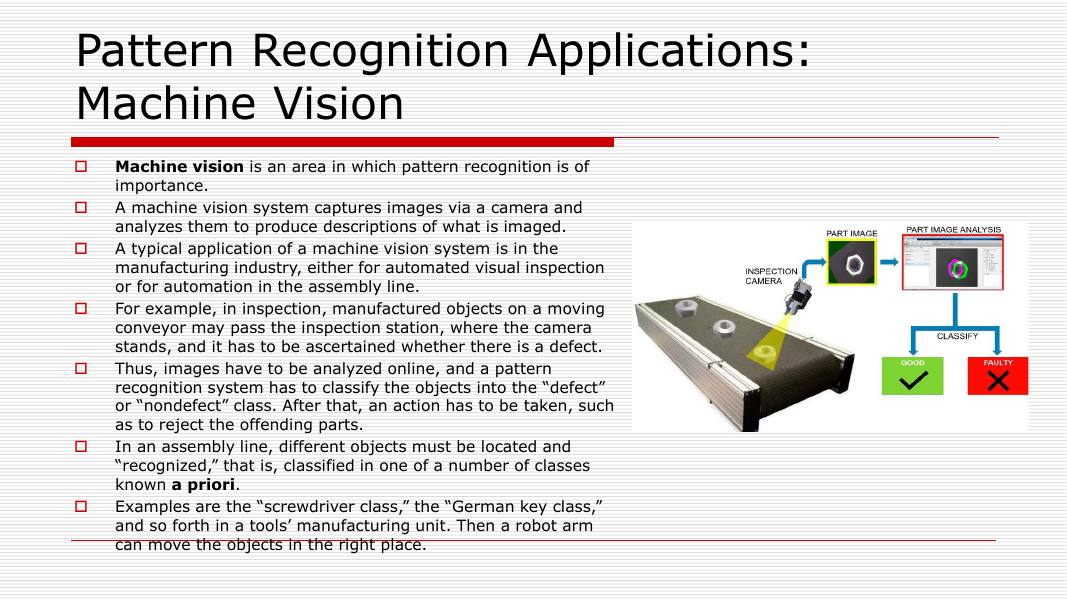 Pattern Recognition Applications:
Machine Vision
Machine vision is an area in which pattern recognition is of
importance.
A machine vision system captures images via a camera and
analyzes them to produce descriptions of what is imaged.
A typical application of a machine vision system is in the
manufacturing industry, either for automated visual inspection
or for automation in the assembly line.
For example, in inspection, manufactured objects on a moving
conveyor may pass the inspection station, where the camera
stands, and it has to be ascertained whether there is a defect.
Thus, images have to be analyzed online, and a pattern
recognition system has to classify the objects into the “defect”
or “nondefect” class. After that, an action has to be taken, such
as to reject the offending parts.
In an assembly line, different objects must be located and
“recognized,” that is, classified in one of a number of classes
known a priori.
Examples are the “screwdriver class,” the “German key class,”
and so forth in a tools’ manufacturing unit. Then a robot arm
can move the objects in the right place.
PART IMAGE
PART IMAGE ANALYSIS
INSPECTION
CAMERA
CLASSIFY
GOOD
FAULTY